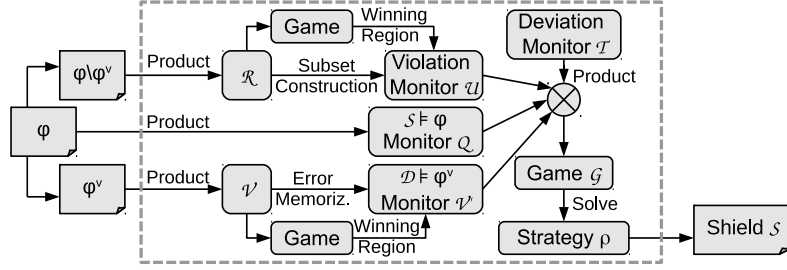 Game
Winning
Region
Deviation
Monitor 𝒯
φ\φᵛ
Product
ℛ
Subset
Construction
Violation
Monitor 𝒰
Product
φ
Product
𝒮 ⊨ φ
Monitor 𝒬
Game 𝒢
φᵛ
Product
𝒱
Error
Memoriz.
𝒟 ⊨ φᵛ
Monitor 𝒱'
Solve
Game
Winning
Region
Strategy ρ
Shield 𝒮